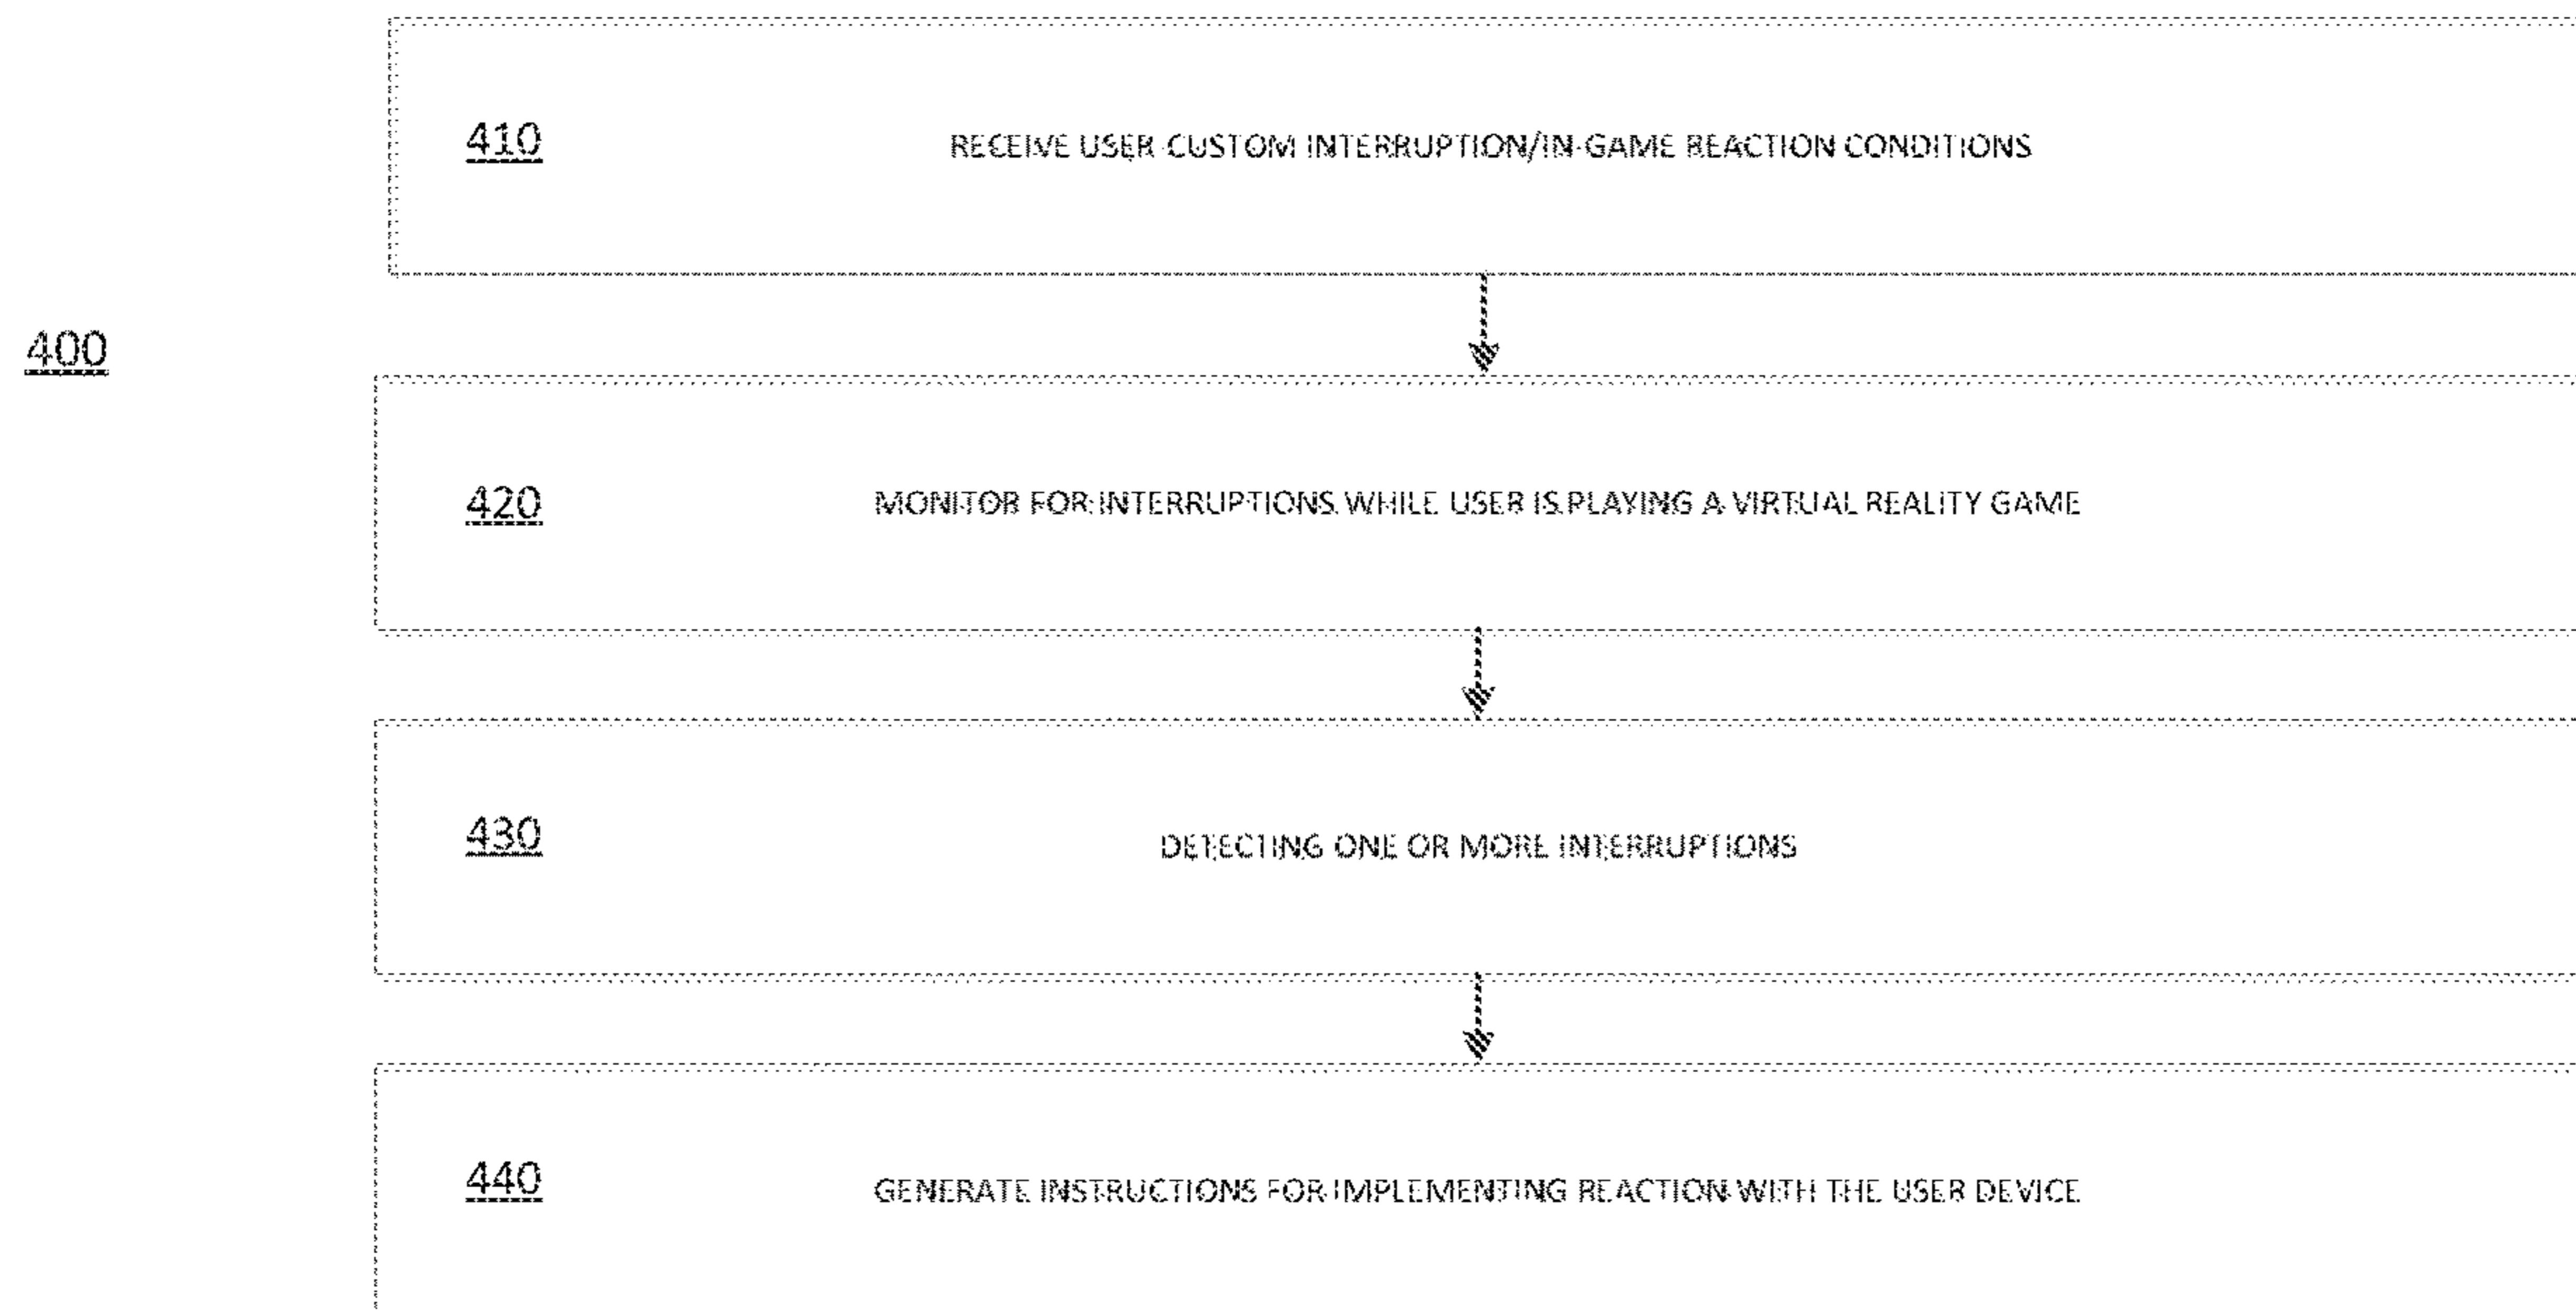 410 RECEIVE USER CUSTOM INTERRUPTION/IN-GAME REACTION CONDITIONS
400
420 MONITOR FOR INTERRUPTIONS WHILE USER IS PLAYING A VIRTUAL REALITY GAME
430 DETECTING ONE OR MORE INTERRUPTIONS
440 GENERATE INSTRUCTIONS FOR IMPLEMENTING REACTION WITH THE USER DEVICE